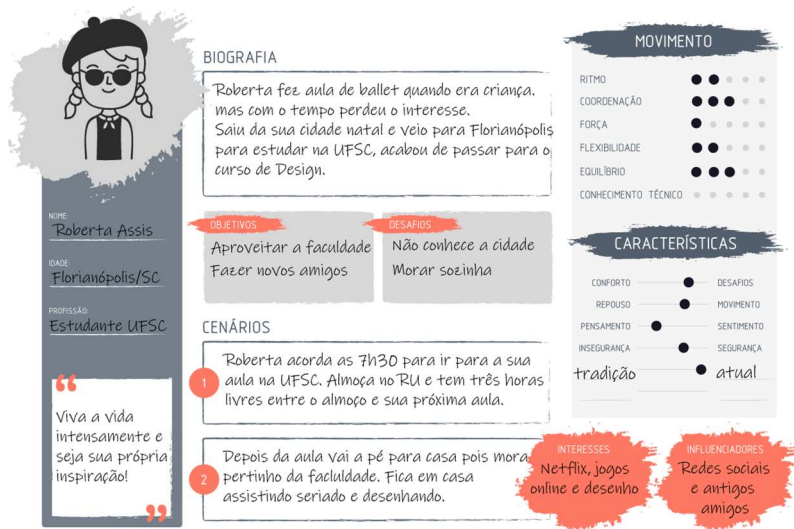 NOME:
Roberta Assis
IDADE:
Florianópolis/SC
PROFISSÃO:
Estudante UFSC
Viva a vida
intensamente e
seja sua própria
inspiração!
BIOGRAFIA
Roberta fez aula de ballet quando era criança.
mas com o tempo perdeu o interesse.
Saiu da sua cidade natal e veio para Florianópolis
para estudar na UFSC, acabou de passar para o
curso de Design.
OBJETIVOS
Aproveitar a faculdade
Fazer novos amigos
DESAFIOS
Não conhece a cidade
Morar sozinha
CENÁRIOS
1
Roberta acorda as 7h30 para ir para a sua
aula na UFSC. Almoça no RU e tem três horas
livres entre o almoço e sua próxima aula.
2
Depois da aula vai a pé para casa pois mora
pertinho da facluldade. Fica em casa
assistindo seriado e desenhando.
MOVIMENTO
RITMO
COORDENAÇÃO
FORÇA
FLEXIBILIDADE
EQUILÍBRIO
CONHECIMENTO TÉCNICO
CARACTERÍSTICAS
CONFORTO DESAFIOS
REPOUSO MOVIMENTO
PENSAMENTO SENTIMENTO
INSEGURANÇA SEGURANÇA
tradição atual
INTERESSES
Netflix, jogos
online e desenho
INFLUENCIADORES
Redes sociais
e antigos
amigos